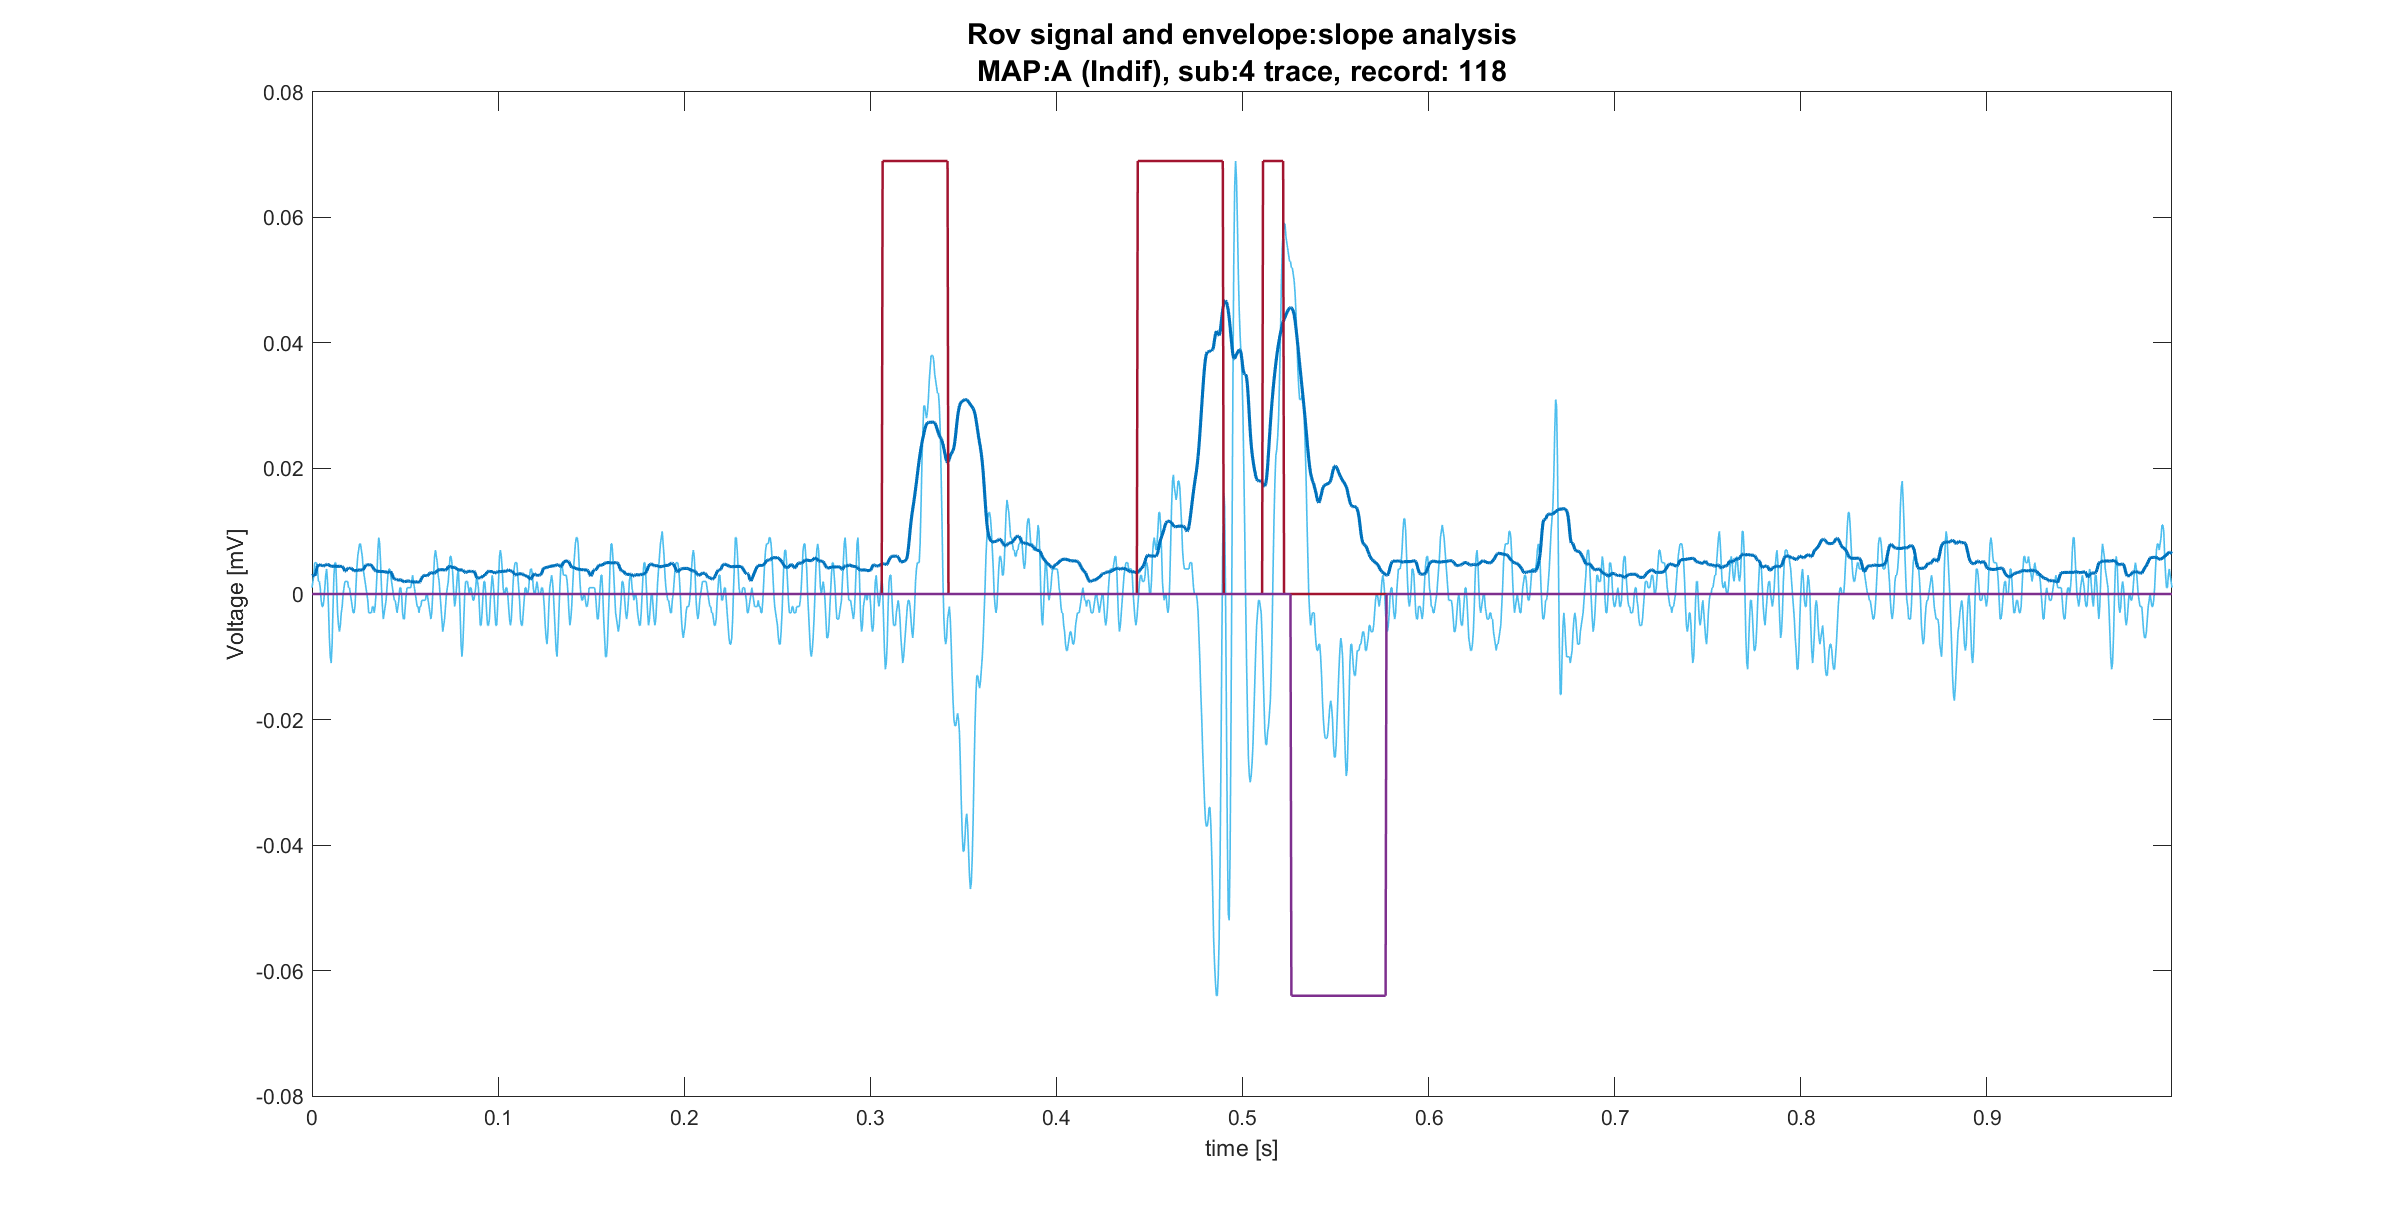 Rov signal and envelope:slope analysis
MAP:A (Indif), sub:4 trace, record: 118
0.08
0.06
0.04
0.02
0
-0.02
-0.04
-0.06
-0.08
Voltage [mV]
0 0.1 0.2 0.3 0.4 0.5 0.6 0.7 0.8 0.9
time [s]